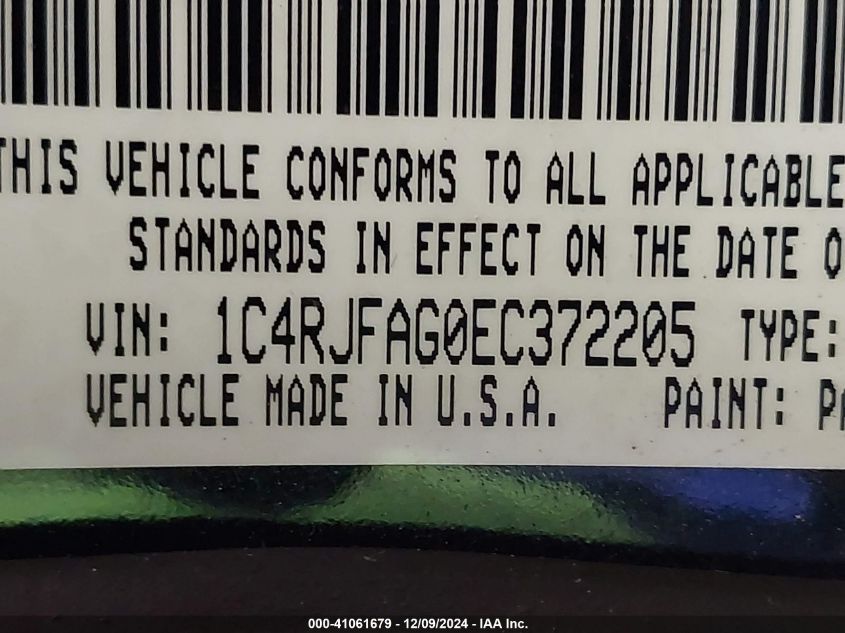 THIS VEHICLE CONFORMS TO ALL APPLICABLE
STANDARDS IN EFFECT ON THE DATE O
VIN: 1C4RJFAG0EC372205 TYPE:
VEHICLE MADE IN U.S.A. PAINT: PA
000-41061679 - 12/09/2024 - IAA Inc.